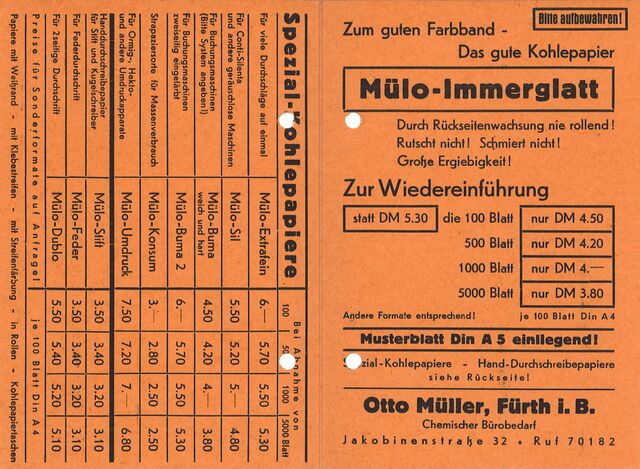 Bitte aufbewahren!
Zum guten Farbband -
Das gute Kohlepapier
Mülo-Immerglatt
Durch Rückseitenwachsung nie rollend!
Rutscht nicht! Schmiert nicht!
Große Ergiebigkeit!
Zur Wiedereinführung
statt DM 5.30 die 100 Blatt nur DM 4.50
500 Blatt nur DM 4.20
1000 Blatt nur DM 4.—
5000 Blatt nur DM 3.80
Andere Formate entsprechend! je 100 Blatt Din A 4
Musterblatt Din A 5 einliegend!
Spezial-Kohlepapiere - Hand-Durchschreibepapiere
siehe Rückseite!
Otto Müller, Fürth i. B.
Chemischer Bürobedarf
Jakobinenstraße 32 • Ruf 70182
Spezial-Kohlepapiere
Bei Abnahme von
100 50 1000 5000 Blatt
Für viele Durchschläge auf einmal Mülo-Extrafein 6.— 5.70 5.50 5.30
Für Conti-Silenta
und andere geräuschlose Maschinen Mülo-Sil 5.50 5.20 5.— 4.80
Für Buchungsmaschinen Mülo-Buma 4.50 4.20 4.— 3.80
(Bitte System angeben!) weich und hart
Für Buchungsmaschinen
zweiseitig eingefärbt Mülo-Buma 2 6.— 5.70 5.50 5.30
Strapaziersorte für Massenverbrauch Mülo-Konsum 3.— 2.80 2.50
Für Ormig-, Hekto-
und andere Umdruckapparate Mülo-Umdruck 7.50 7.20 7.— 6.80
Handdurchschreibepapier
für Stift und Kugelschreiber Mülo-Stift 3.50 3.40 3.20 3.10
Für Federdurchschrift Mülo-Feder 3.50 3.40 3.20 3.10
Für 2seitige Durchschrift Mülo-Dublo 5.50 5.40 5.20 5.10
Preise für Sonderformate auf Anfrage! je 100 Blatt Din A 4
Papiere mit Weißrand - mit Klebestreifen - mit Streifenfärbung - in Rollen - Kohlepapiertaschen